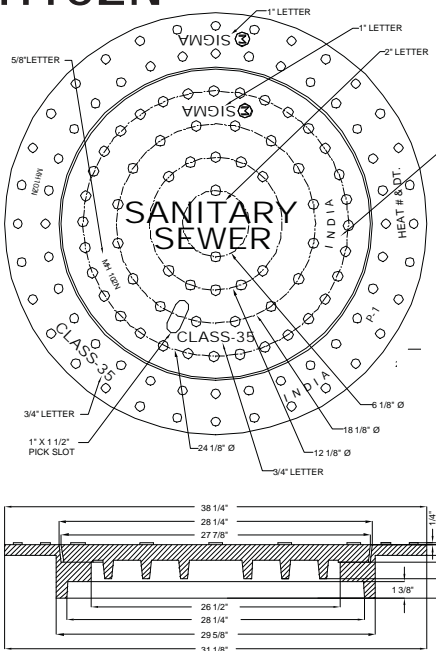 1" LETTER
SIGMA
1" LETTER
5/8"LETTER
2" LETTER
SIGMA
MH102N
SANITARY
SEWER
INDIA
HEAT # & DT.
MH 102N
P-1
CLASS-35
CLASS-35
INDIA
3/4" LETTER
6 1/8" Ø
18 1/8" Ø
1" X 1 1/2"
PICK SLOT
24 1/8" Ø
12 1/8" Ø
3/4" LETTER
38 1/4"
28 1/4"
27 7/8"
1/4"
1 3/8"
26 1/2"
28 1/4"
29 5/8"
31 1/8"